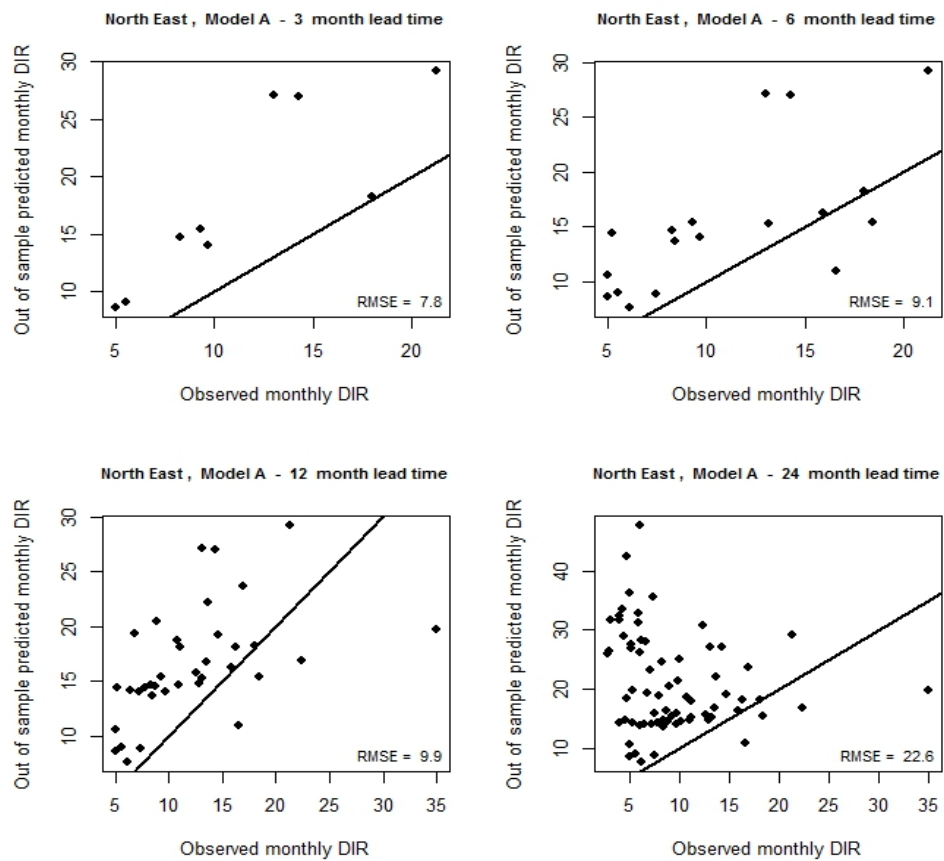 North East , Model A - 3 month lead time
Out of sample predicted monthly DIR
30
25
20
15
10
RMSE = 7.8
5 10 15 20
Observed monthly DIR
North East , Model A - 6 month lead time
Out of sample predicted monthly DIR
30
25
20
15
10
RMSE = 9.1
5 10 15 20
Observed monthly DIR
North East , Model A - 12 month lead time
Out of sample predicted monthly DIR
30
25
20
15
10
RMSE = 9.9
5 10 15 20 25 30 35
Observed monthly DIR
North East , Model A - 24 month lead time
Out of sample predicted monthly DIR
40
30
20
10
RMSE = 22.6
5 10 15 20 25 30 35
Observed monthly DIR